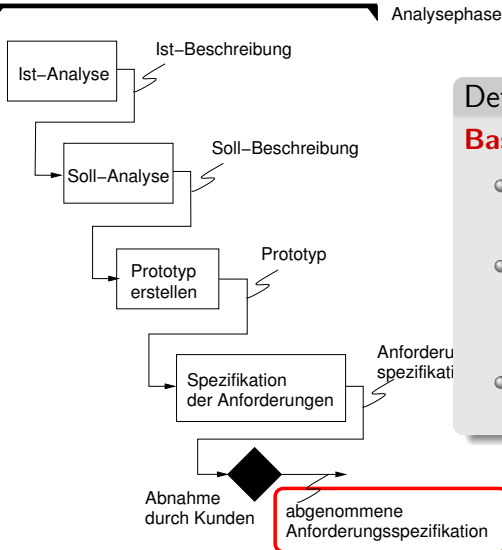 Analysephase
Ist–Beschreibung
Ist–Analyse
Soll–Beschreibung
Soll–Analyse
Prototyp
Prototyp
erstellen
Spezifikation
der Anforderungen
Abnahme
durch Kunden
abgenommene
Anforderungsspezifikation